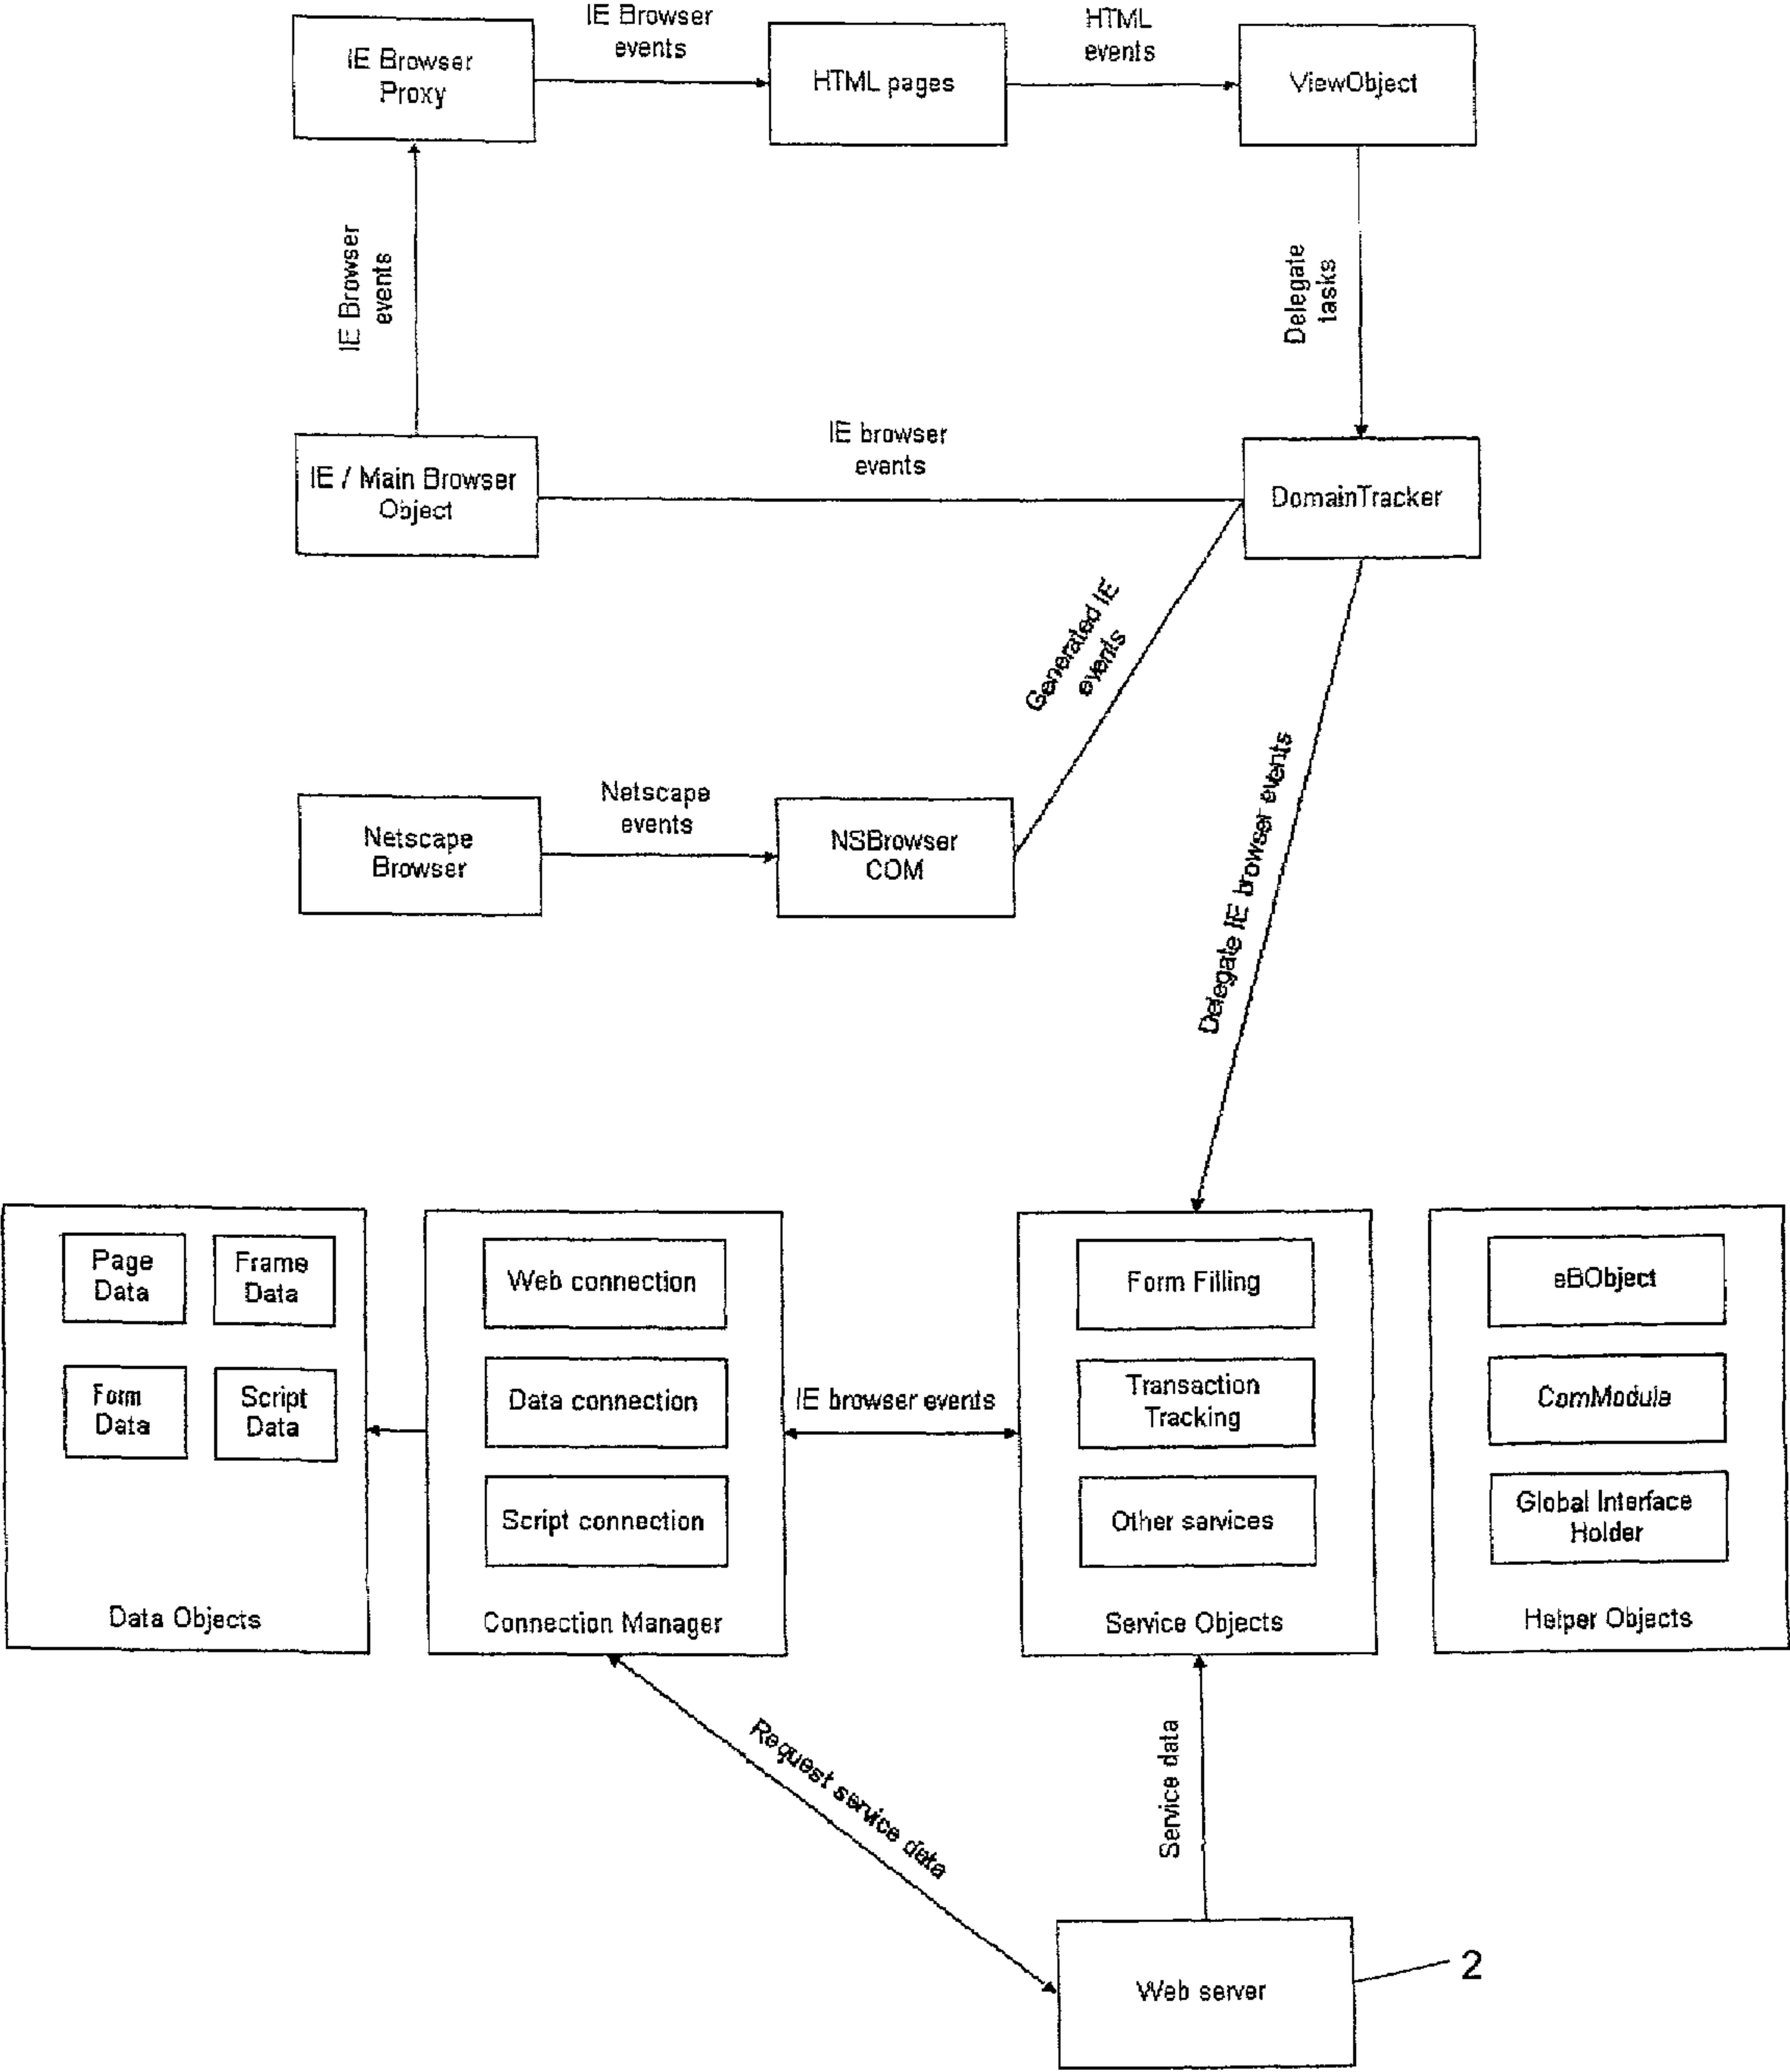 IE Browser
events
HTML
events
IE Browser
Proxy
HTML pages
ViewObject
IE Browser
events
Delegate
tasks
IE browser
events
IE / Main Browser
Object
DomainTracker
Generated IE
events
Netscape
events
Netscape
Browser
NSBrowser
COM
Delegate IE browser events
Page
Data
Frame
Data
Form
Data
Script
Data
Data Objects
Web connection
Data connection
Script connection
Connection Manager
IE browser events
Form Filling
Transaction
Tracking
Other services
Service Objects
eBObject
ComModule
Global Interface
Holder
Helper Objects
Request service data
Service data
Web server
2